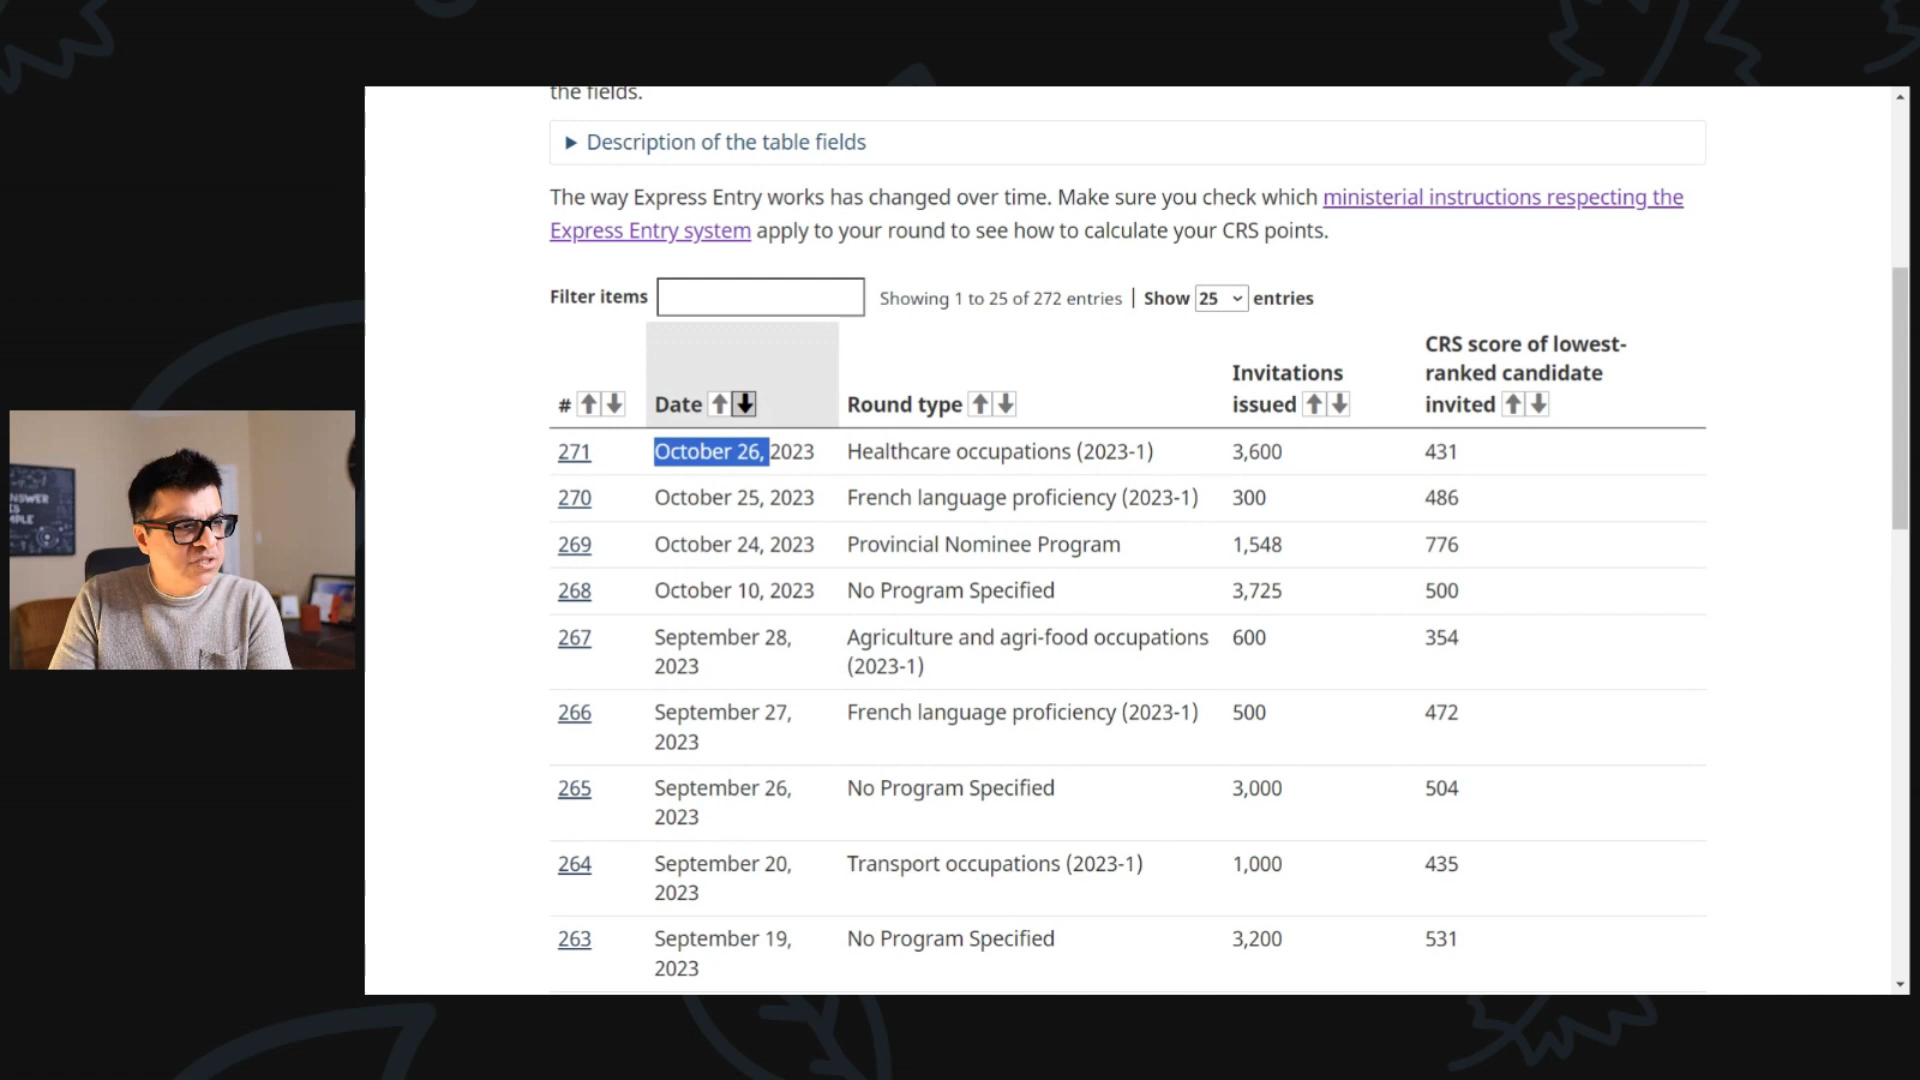 the fields.
▶ Description of the table fields
The way Express Entry works has changed over time. Make sure you check which ministerial instructions respecting the
Express Entry system apply to your round to see how to calculate your CRS points.
Filter items Showing 1 to 25 of 272 entries | Show 25 entries
# Date Round type Invitations issued CRS score of lowest-ranked candidate invited
271 October 26, 2023 Healthcare occupations (2023-1) 3,600 431
270 October 25, 2023 French language proficiency (2023-1) 300 486
269 October 24, 2023 Provincial Nominee Program 1,548 776
268 October 10, 2023 No Program Specified 3,725 500
267 September 28, 2023 Agriculture and agri-food occupations (2023-1) 600 354
266 September 27, 2023 French language proficiency (2023-1) 500 472
265 September 26, 2023 No Program Specified 3,000 504
264 September 20, 2023 Transport occupations (2023-1) 1,000 435
263 September 19, 2023 No Program Specified 3,200 531